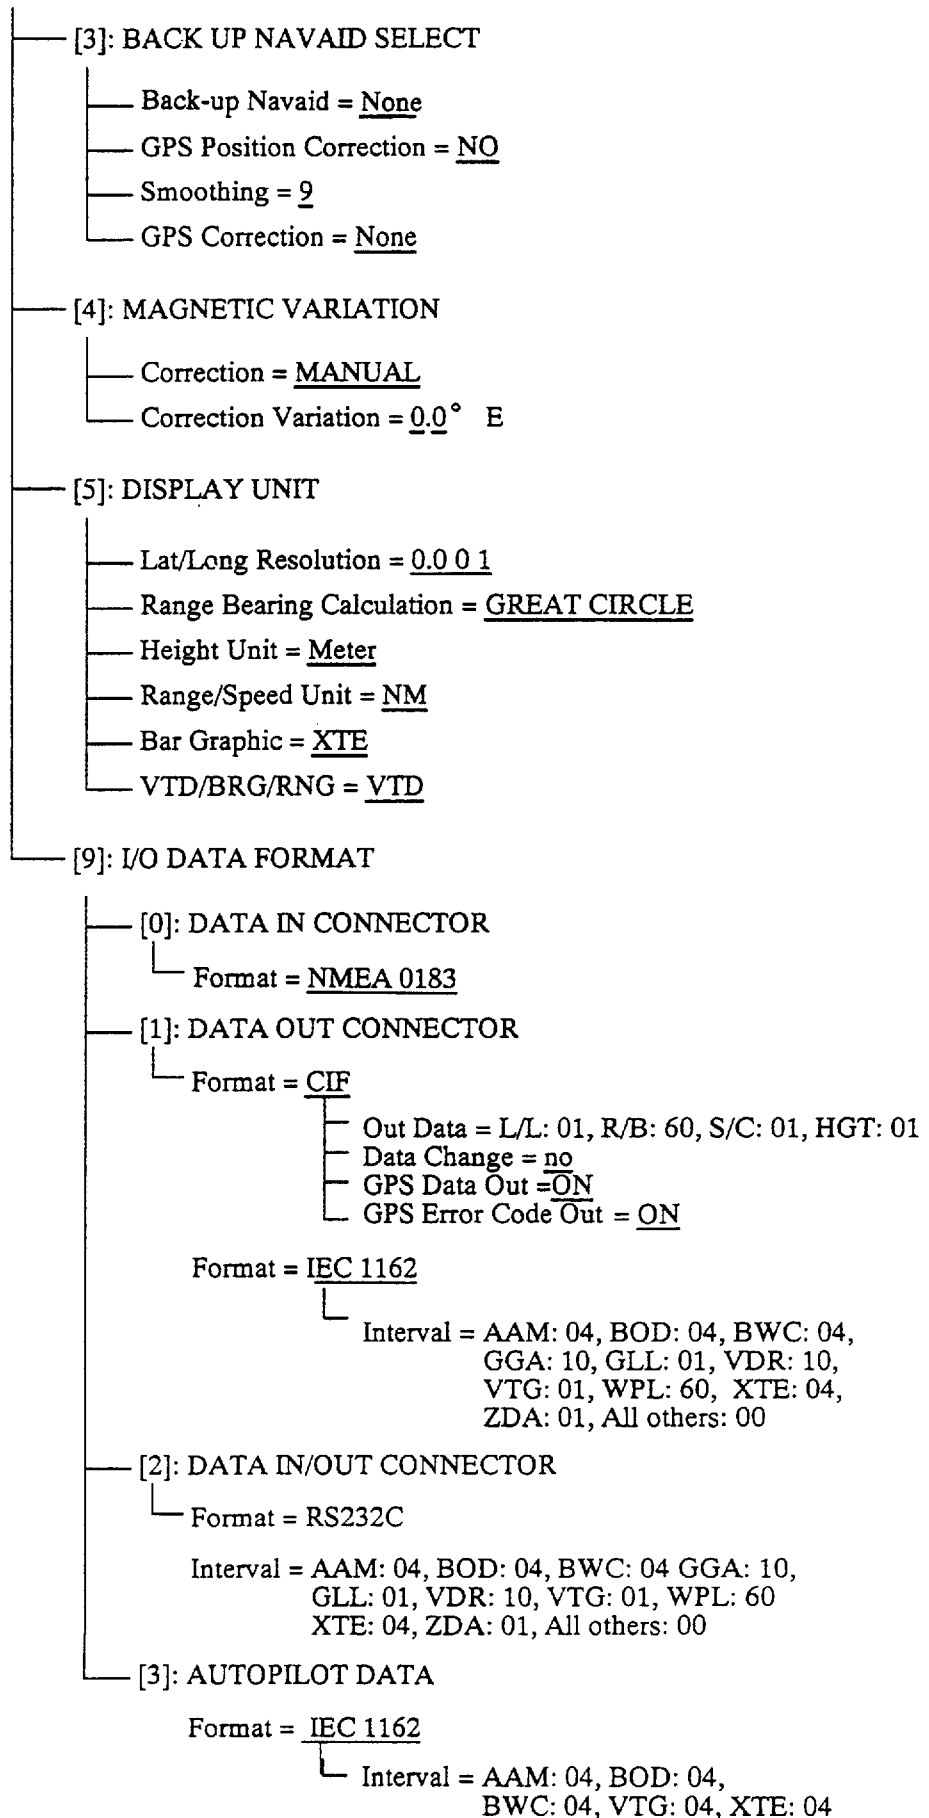 [3]: BACK UP NAVAID SELECT
Back-up Navaid = None
GPS Position Correction = NO
Smoothing = 9
GPS Correction = None
[4]: MAGNETIC VARIATION
Correction = MANUAL
Correction Variation = 0.0° E
[5]: DISPLAY UNIT
Lat/Long Resolution = 0.0 0 1
Range Bearing Calculation = GREAT CIRCLE
Height Unit = Meter
Range/Speed Unit = NM
Bar Graphic = XTE
VTD/BRG/RNG = VTD
[9]: I/O DATA FORMAT
[0]: DATA IN CONNECTOR
Format = NMEA 0183
[1]: DATA OUT CONNECTOR
Format = CIF
Out Data = L/L: 01, R/B: 60, S/C: 01, HGT: 01
Data Change = no
GPS Data Out =ON
GPS Error Code Out = ON
Format = IEC 1162
Interval = AAM: 04, BOD: 04, BWC: 04,
GGA: 10, GLL: 01, VDR: 10,
VTG: 01, WPL: 60, XTE: 04,
ZDA: 01, All others: 00
[2]: DATA IN/OUT CONNECTOR
Format = RS232C
Interval = AAM: 04, BOD: 04, BWC: 04 GGA: 10,
GLL: 01, VDR: 10, VTG: 01, WPL: 60
XTE: 04, ZDA: 01, All others: 00
[3]: AUTOPILOT DATA
Format = IEC 1162
Interval = AAM: 04, BOD: 04,
BWC: 04, VTG: 04, XTE: 04